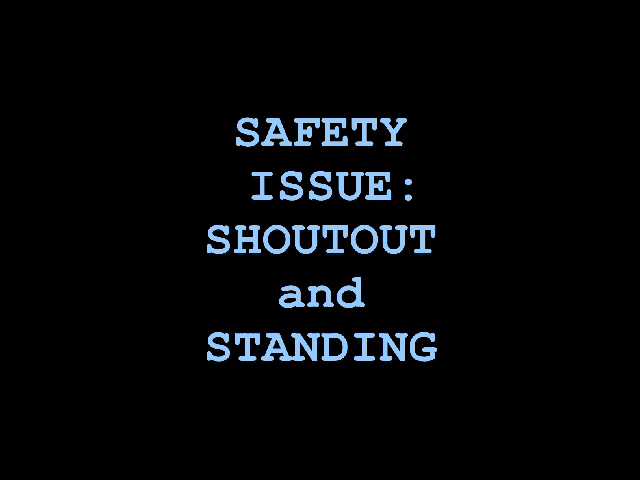 SAFETY
ISSUE:
SHOUTOUT
and
STANDING